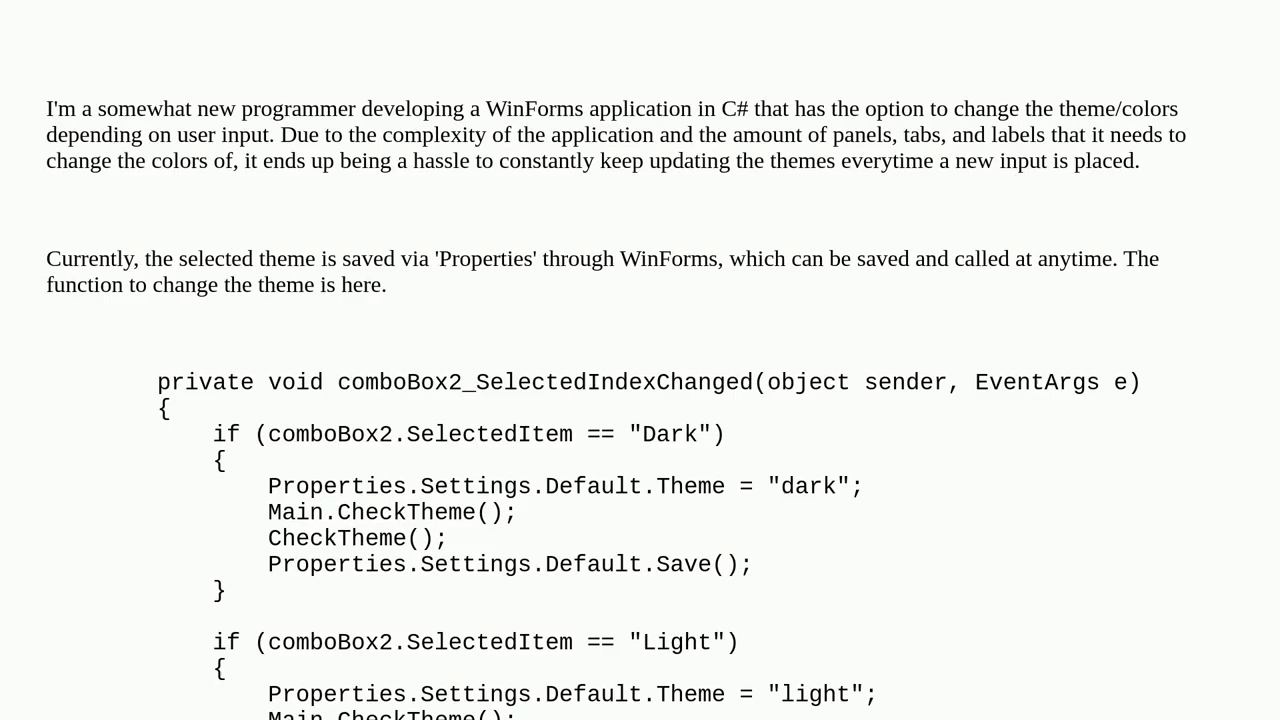 I'm a somewhat new programmer developing a WinForms application in C# that has the option to change the theme/colors
depending on user input. Due to the complexity of the application and the amount of panels, tabs, and labels that it needs to
change the colors of, it ends up being a hassle to constantly keep updating the themes everytime a new input is placed.
Currently, the selected theme is saved via 'Properties' through WinForms, which can be saved and called at anytime. The
function to change the theme is here.
private void comboBox2_SelectedIndexChanged(object sender, EventArgs e)
{
if (comboBox2.SelectedItem == "Dark")
{
Properties.Settings.Default.Theme = "dark";
Main.CheckTheme();
CheckTheme();
Properties.Settings.Default.Save();
}
if (comboBox2.SelectedItem == "Light")
{
Properties.Settings.Default.Theme = "light";
Main.CheckTheme();